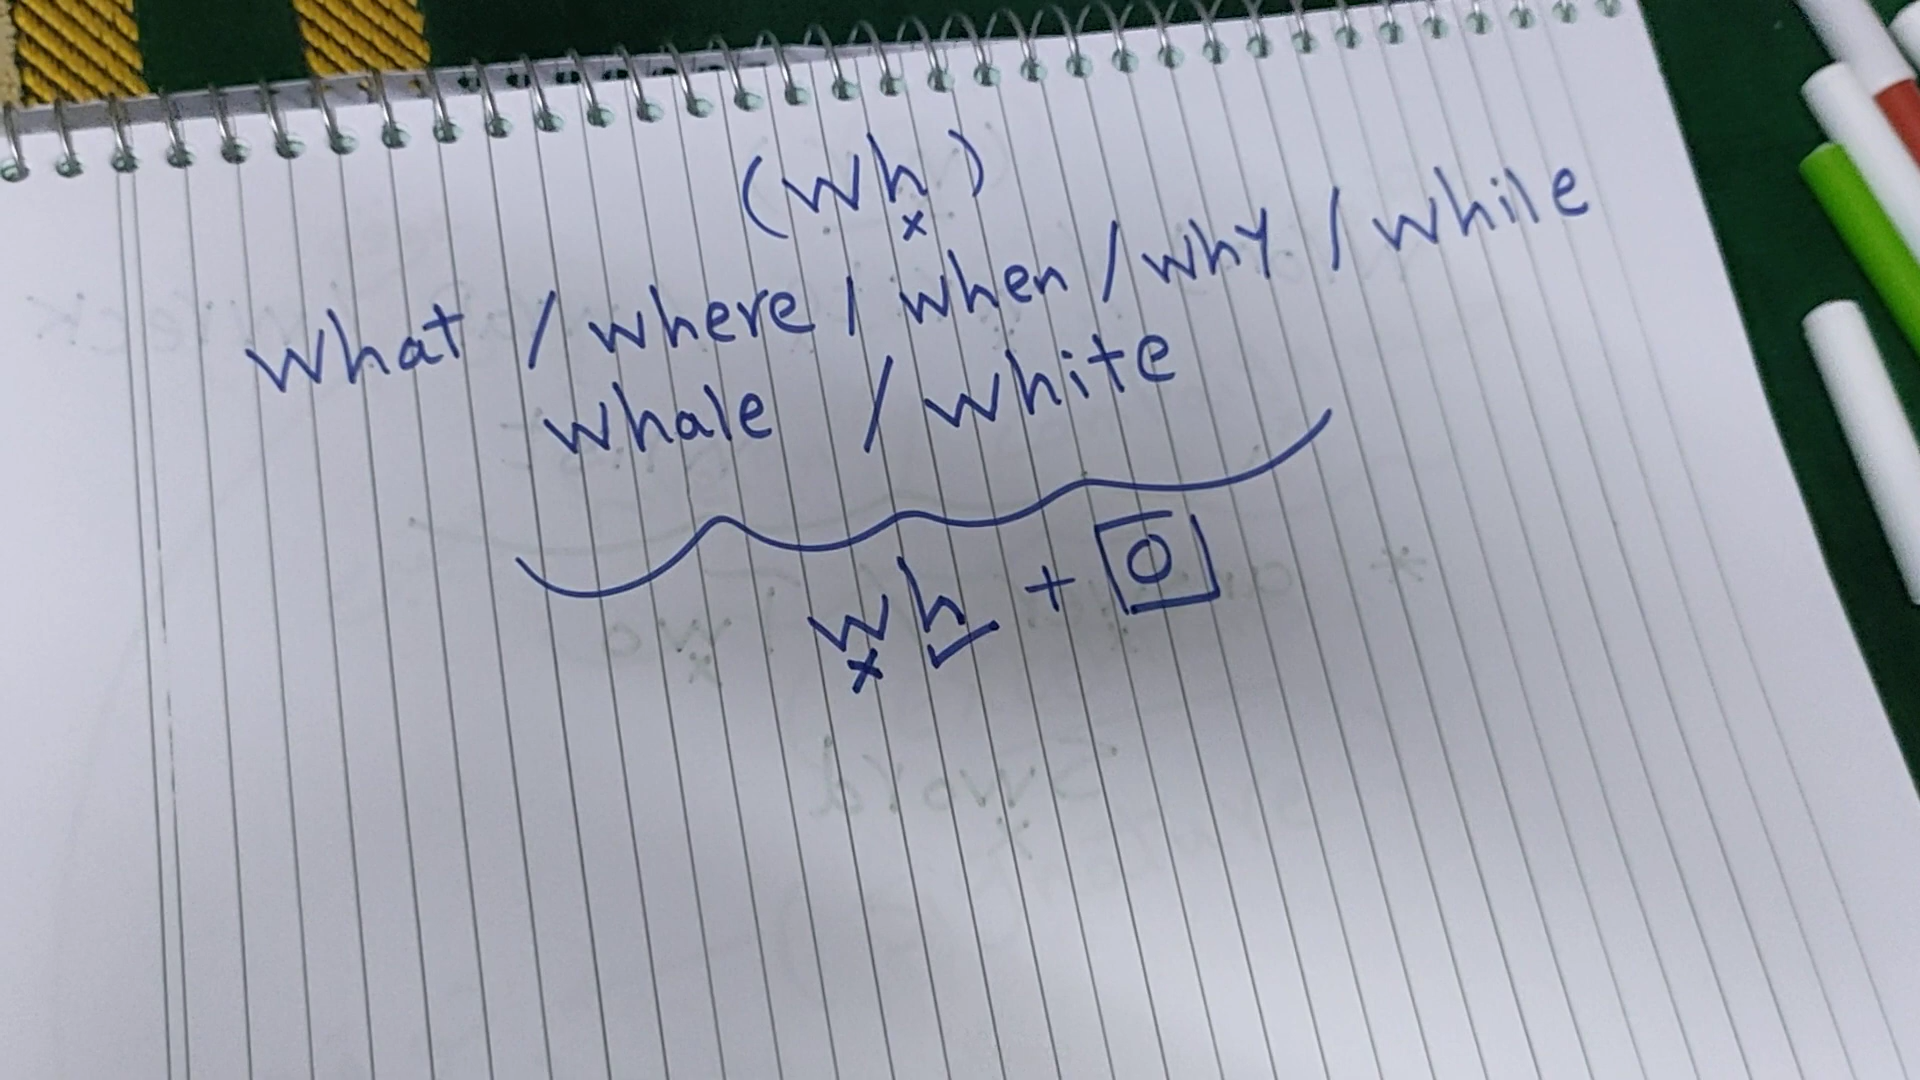 (wh)
x
what / where / when / why / while
whale / white
wh + o
x ✓